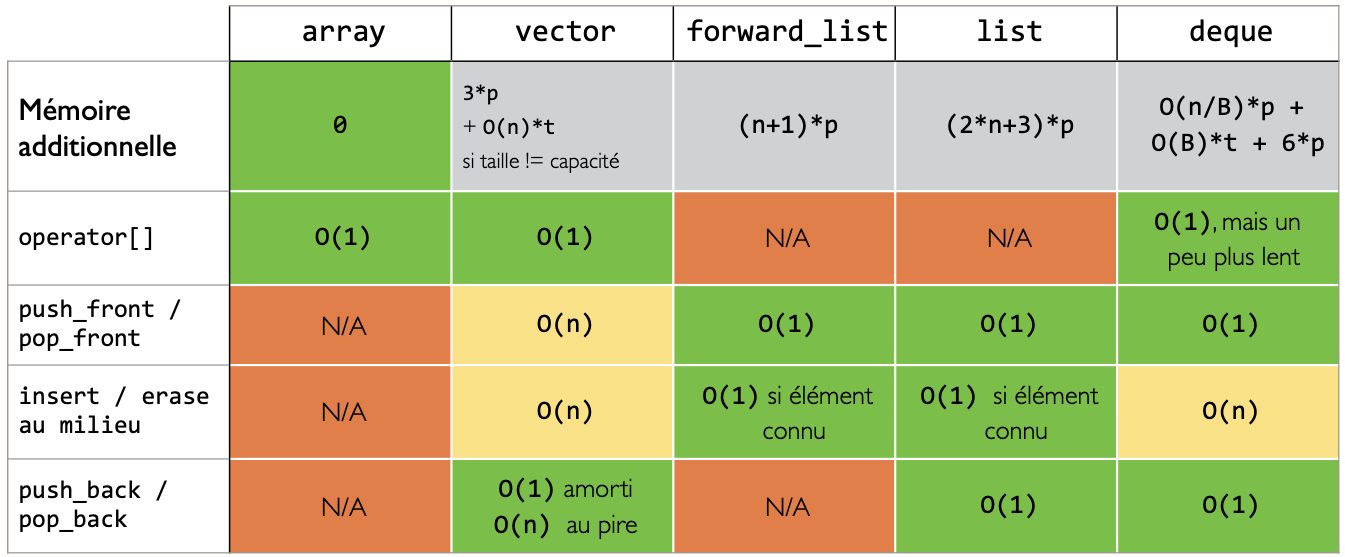 array vector forward_list list deque
Mémoire
additionnelle
0
3*p
+ O(n)*t
si taille != capacité
(n+1)*p
(2*n+3)*p
O(n/B)*p +
O(B)*t + 6*p
operator[]
O(1)
O(1)
N/A
N/A
O(1), mais un
peu plus lent
push_front /
pop_front
N/A
O(n)
O(1)
O(1)
O(1)
insert / erase
au milieu
N/A
O(n)
O(1) si élément
connu
O(1) si élément
connu
O(n)
push_back /
pop_back
N/A
O(1) amorti
O(n) au pire
N/A
O(1)
O(1)